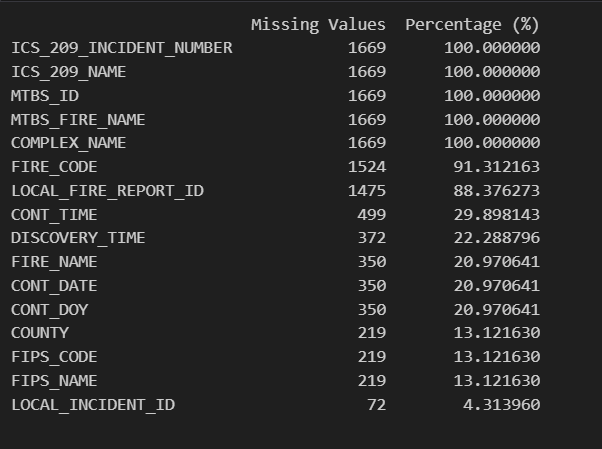 Missing Values Percentage (%)
ICS_209_INCIDENT_NUMBER 1669 100.000000
ICS_209_NAME 1669 100.000000
MTBS_ID 1669 100.000000
MTBS_FIRE_NAME 1669 100.000000
COMPLEX_NAME 1669 100.000000
FIRE_CODE 1524 91.312163
LOCAL_FIRE_REPORT_ID 1475 88.376273
CONT_TIME 499 29.898143
DISCOVERY_TIME 372 22.288796
FIRE_NAME 350 20.970641
CONT_DATE 350 20.970641
CONT_DOY 350 20.970641
COUNTY 219 13.121630
FIPS_CODE 219 13.121630
FIPS_NAME 219 13.121630
LOCAL_INCIDENT_ID 72 4.313960